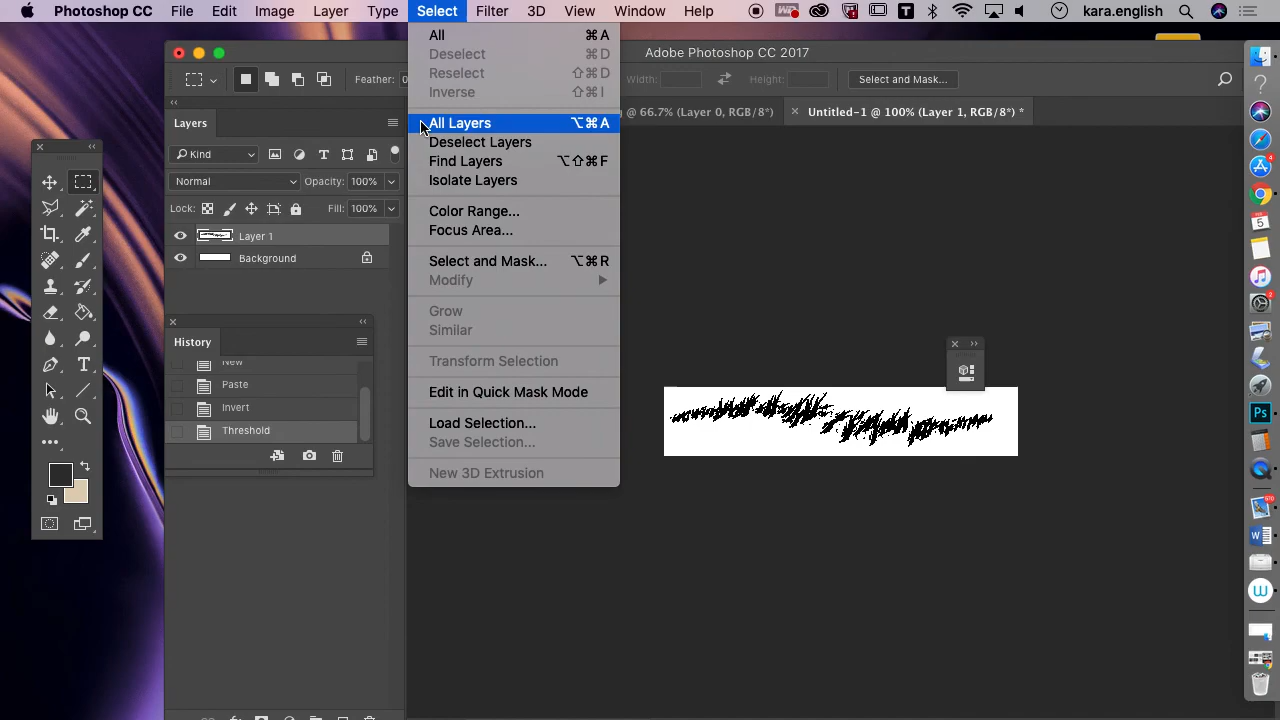 Photoshop CC File Edit Image Layer Type Select Filter 3D View Window Help kara.english
Adobe Photoshop CC 2017
Feather: 0 Width: Height: Select and Mask...
@ 66.7% (Layer 0, RGB/8*) Untitled-1 @ 100% (Layer 1, RGB/8*) *
Layers
Kind
Normal Opacity: 100%
Lock: Fill: 100%
Layer 1
Background
History
New
Paste
Invert
Threshold
All ⌘A
Deselect ⌘D
Reselect ⇧⌘D
Inverse ⇧⌘I
All Layers ⌥⌘A
Deselect Layers
Find Layers ⌥⇧⌘F
Isolate Layers
Color Range...
Focus Area...
Select and Mask... ⌥⌘R
Modify
Grow
Similar
Transform Selection
Edit in Quick Mask Mode
Load Selection...
Save Selection...
New 3D Extrusion